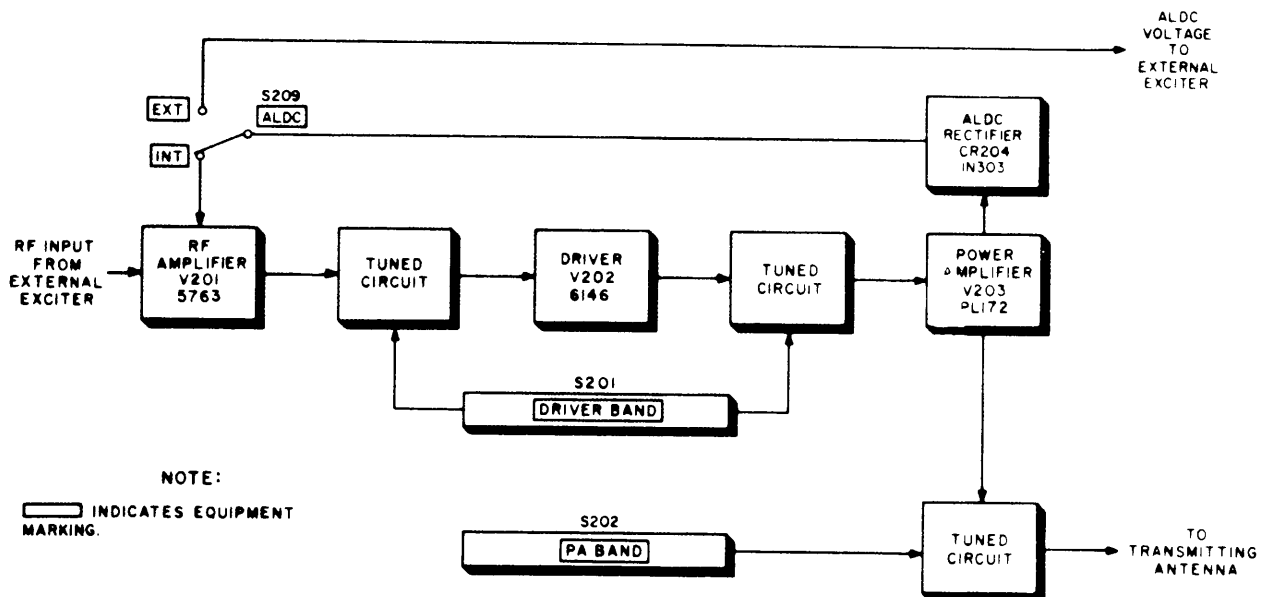 ALDC
VOLTAGE
TO
EXTERNAL
EXCITER
EXT
S209
ALDC
INT
ALDC
RECTIFIER
CR204
IN303
RF INPUT
FROM
EXTERNAL
EXCITER
RF
AMPLIFIER
V201
5763
TUNED
CIRCUIT
DRIVER
V202
6146
TUNED
CIRCUIT
POWER
AMPLIFIER
V203
PL172
S201
DRIVER BAND
NOTE:
INDICATES EQUIPMENT
MARKING.
S202
PA BAND
TUNED
CIRCUIT
TO
TRANSMITTING
ANTENNA